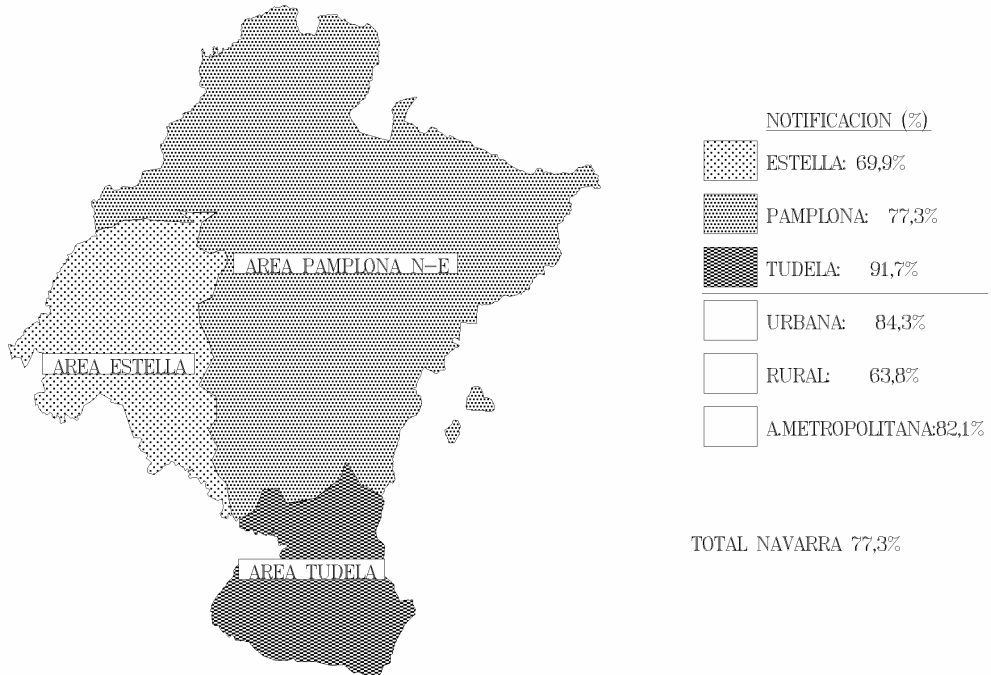 NOTIFICACION (%)
ESTELLA: 69,9%
PAMPLONA: 77,3%
TUDELA: 91,7%
URBANA: 84,3%
RURAL: 63,8%
A.METROPOLITANA:82,1%
TOTAL NAVARRA 77,3%
AREA PAMPLONA N-E
AREA ESTELLA
AREA TUDELA